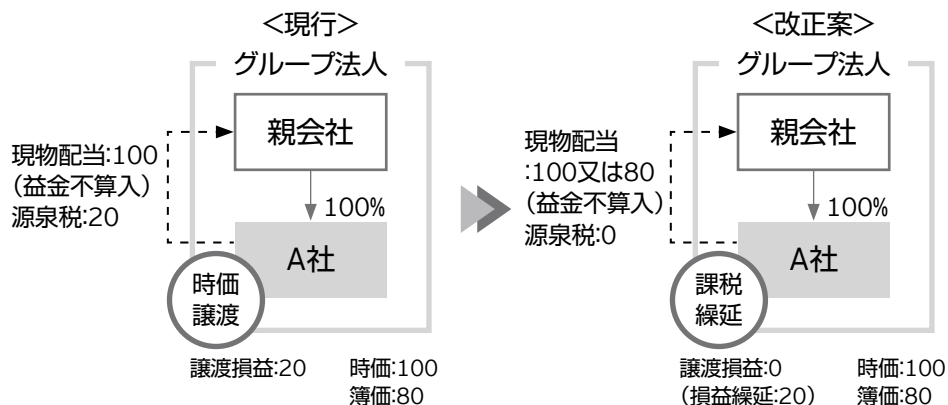 <現行>
グループ法人
親会社
現物配当:100
(益金不算入)
源泉税:20
100%
A社
時価
譲渡
譲渡損益:20
時価:100
簿価:80
<改正案>
グループ法人
親会社
現物配当
:100又は80
(益金不算入)
源泉税:0
100%
A社
課税
繰延
譲渡損益:0
(損益繰延:20)
時価:100
簿価:80